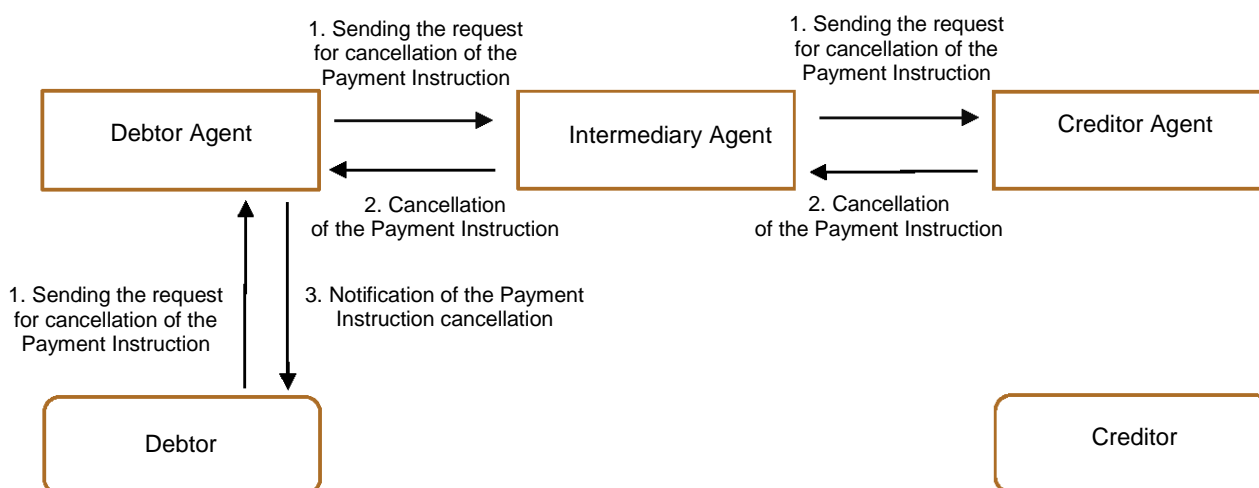 1. Sending the request
for cancellation of the
Payment Instruction
1. Sending the request
for cancellation of the
Payment Instruction
Debtor Agent
Intermediary Agent
Creditor Agent
2. Cancellation
of the Payment Instruction
2. Cancellation
of the Payment Instruction
1. Sending the request
for cancellation of the
Payment Instruction
3. Notification of the Payment
Instruction cancellation
Debtor
Creditor